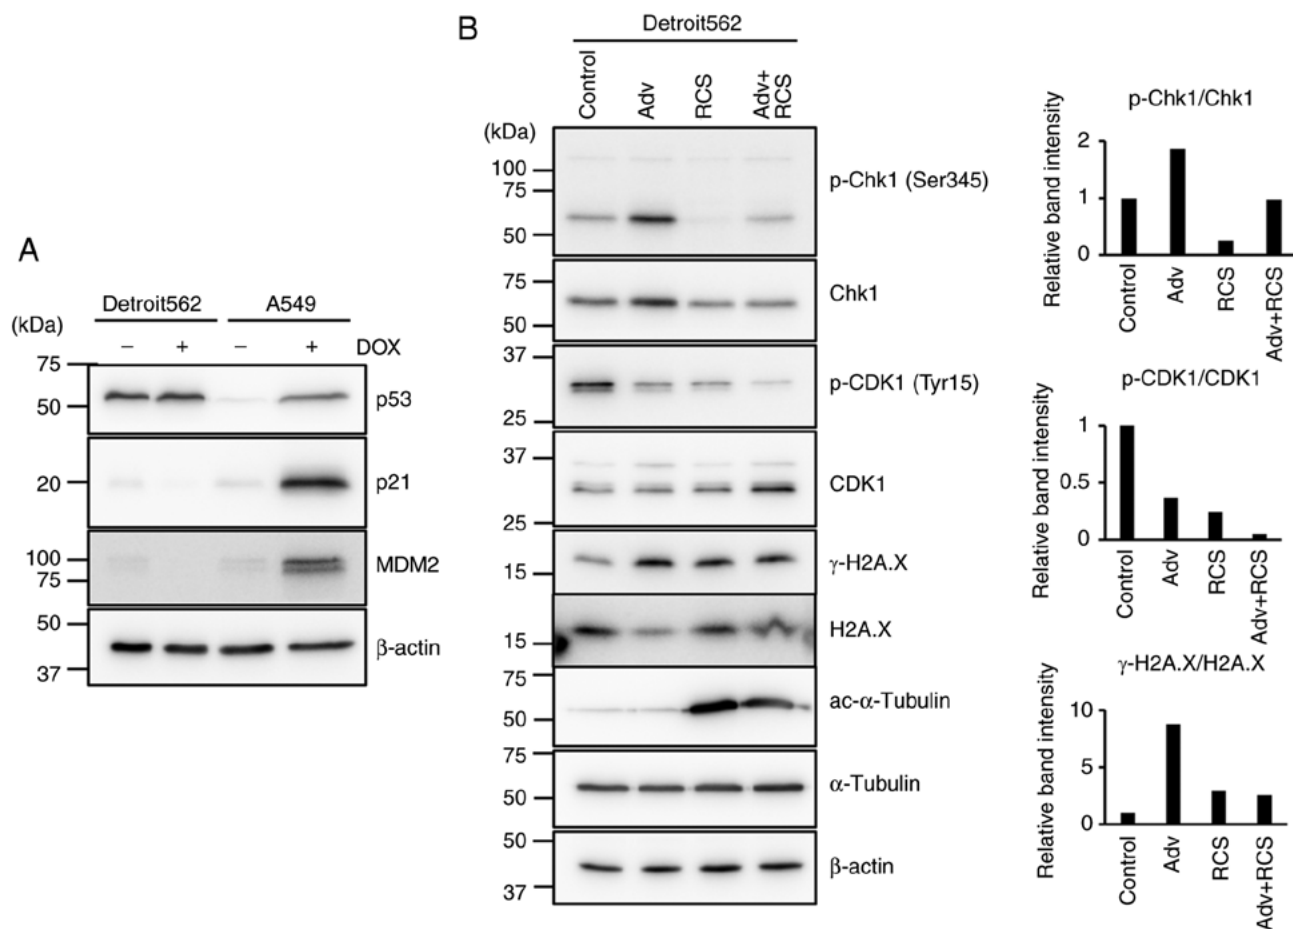 A
Detroit562 A549
(kDa)
− + − + DOX
75
50
p53
20
p21
100
75
MDM2
50
37
β-actin
B
Detroit562
Control Adv RCS Adv+RCS
(kDa)
100
75
50
p-Chk1 (Ser345)
75
50
Chk1
37
25
p-CDK1 (Tyr15)
37
25
CDK1
15
γ-H2A.X
15
H2A.X
75
50
ac-α-Tubulin
75
50
α-Tubulin
50
37
β-actin
p-Chk1/Chk1
Relative band intensity
2
1
0
Control Adv RCS Adv+RCS
p-CDK1/CDK1
Relative band intensity
1
0.5
0
Control Adv RCS Adv+RCS
γ-H2A.X/H2A.X
Relative band intensity
10
5
0
Control Adv RCS Adv+RCS